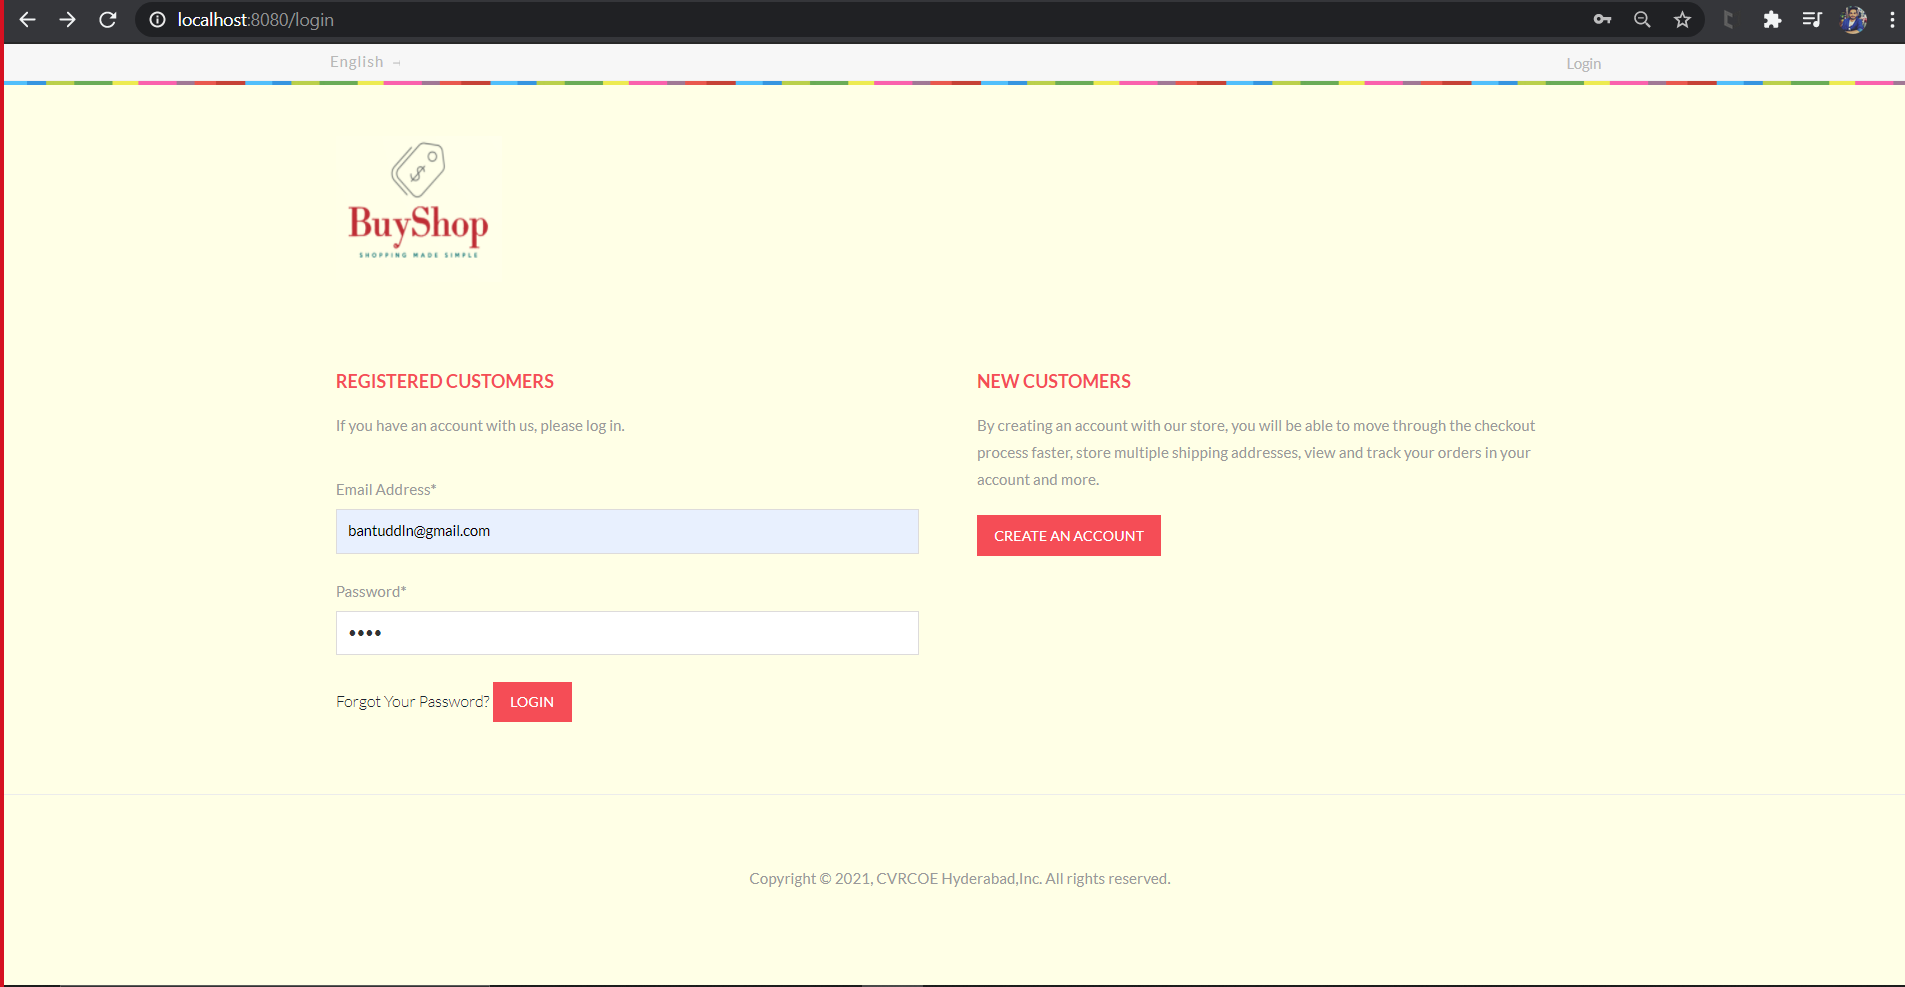 localhost:8080/login
English
Login
$
BuyShop
SHOPPING MADE SIMPLE
REGISTERED CUSTOMERS
If you have an account with us, please log in.
Email Address*
bantuddln@gmail.com
Password*
••••
Forgot Your Password? LOGIN
NEW CUSTOMERS
By creating an account with our store, you will be able to move through the checkout
process faster, store multiple shipping addresses, view and track your orders in your
account and more.
CREATE AN ACCOUNT
Copyright © 2021, CVRCOE Hyderabad,Inc. All rights reserved.